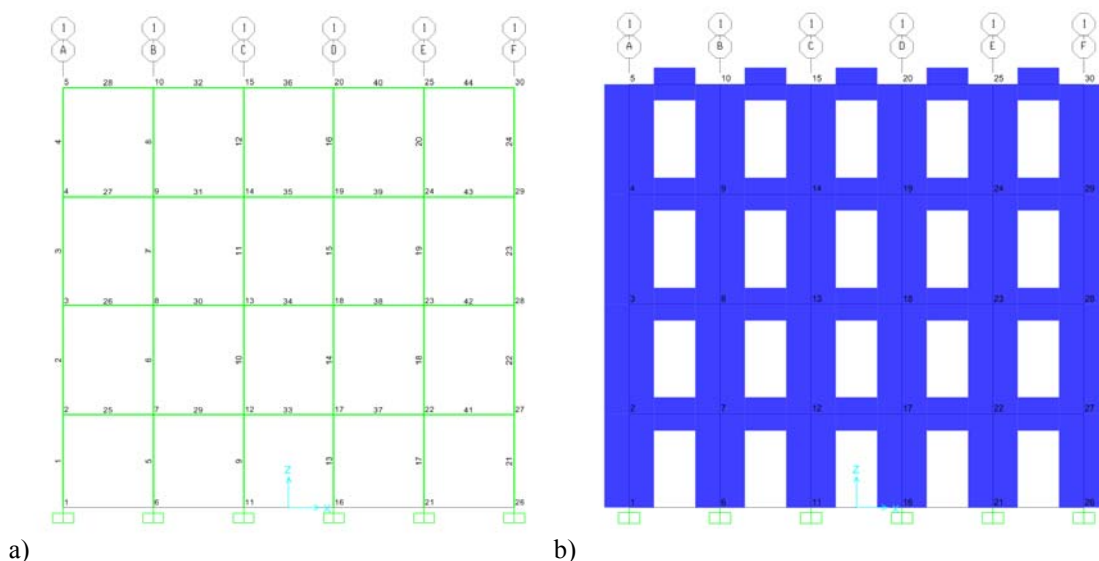 1 1 1 1 1 1
A B C D E F
5 28 10 32 15 36 20 40 25 44 30
4 8 12 16 20 24
4 27 9 31 14 35 19 39 24 43 29
3 7 11 15 19 23
3 26 8 30 13 34 18 38 23 42 28
2 6 10 14 18 22
2 25 7 29 12 33 17 37 22 41 27
1 5 9 13 17 21
Z
1 6 11 X 16 21 26
a)
1 1 1 1 1 1
A B C D E F
5 10 15 20 25 30
4 9 14 19 24 29
3 8 13 18 23 28
2 7 12 17 22 27
Z
1 6 11 16 21 26
b)